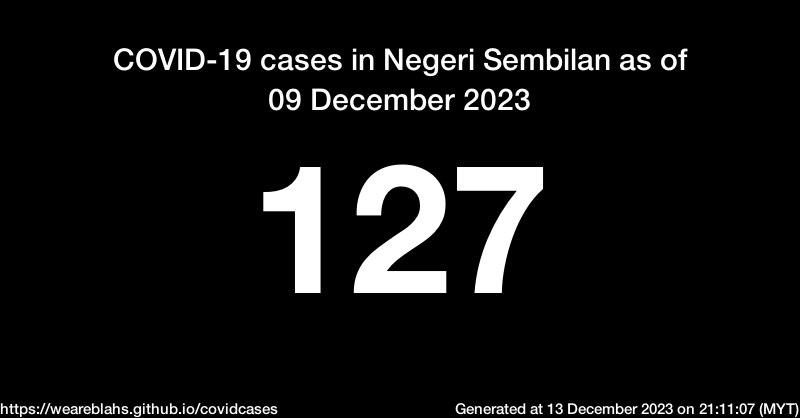 COVID-19 cases in Negeri Sembilan as of
09 December 2023
127
https://weareblahs.github.io/covidcases
Generated at 13 December 2023 on 21:11:07 (MYT)